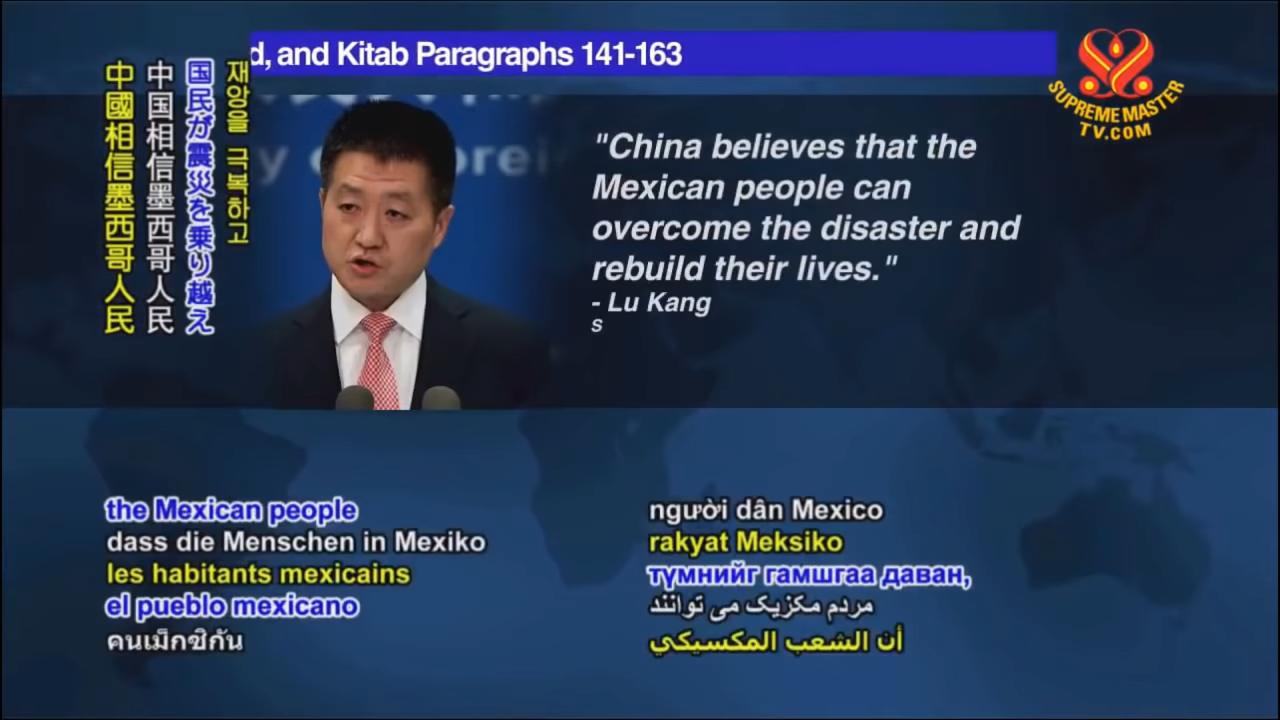 d, and Kitab Paragraphs 141-163
SUPREME MASTER
TV.COM
재앙을 극복하고
国民が震災を乗り越え
中国相信墨西哥人民
中國相信墨西哥人民
"China believes that the
Mexican people can
overcome the disaster and
rebuild their lives."
- Lu Kang
s
the Mexican people
dass die Menschen in Mexiko
les habitants mexicains
el pueblo mexicano
คนเม็กซิกัน
người dân Mexico
rakyat Meksiko
түмнийг гамшгаа даван,
مردم مکزیک می توانند
أن الشعب المكسيكي